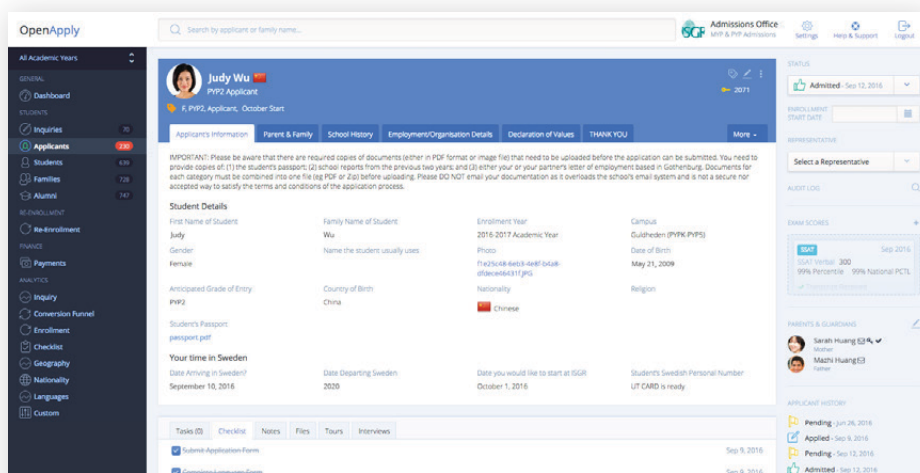 OpenApply
Search by applicant or family name...
Admissions Office
MYP & PYP Admissions
Settings
Help & Support
Logout
All Academic Years
GENERAL
Dashboard
STUDENTS
Inquiries 70
Applicants 230
Students 639
Families 728
Alumni 747
RE-ENROLLMENT
Re-Enrollment
FINANCE
Payments
ANALYTICS
Inquiry
Conversion Funnel
Enrollment
Checklist
Geography
Nationality
Languages
Custom
Judy Wu
PYP2 Applicant
2071
F, PYP2, Applicant, October Start
Applicant's Information
Parent & Family
School History
Employment/Organisation Details
Declaration of Values
THANK YOU
More
IMPORTANT: Please be aware that there are required copies of documents (either in PDF format or image file) that need to be uploaded before the application can be submitted. You need to
provide copies of: (1) the student's passport; (2) school reports from the previous two years; and (3) either your or your partner's letter of employment based in Gothenburg. Documents for
each category must be combined into one file (eg PDF or Zip) before uploading. Please DO NOT email your documentation as it overloads the school's email system and is not a secure nor
accepted way to satisfy the terms and conditions of the application process.
Student Details
First Name of Student
Family Name of Student
Enrolment Year
Campus
Judy
Wu
2016-2017 Academic Year
Guldheden (PYPK-PYP5)
Gender
Name the student usually uses
Photo
Date of Birth
Female
f1e25c48-6eb3-4e8f-b4a8-
dfdece46431f.JPG
May 21, 2009
Anticipated Grade of Entry
Country of Birth
Nationality
Religion
PYP2
China
Chinese
Student's Passport
passport.pdf
Your time in Sweden
Date Arriving in Sweden?
Date Departing Sweden
Date you would like to start at ISGR
Student's Swedish Personal Number
September 10, 2016
2020
October 1, 2016
UT CARD is ready.
Tasks (0)
Checklist
Notes
Files
Tours
Interviews
Submit Application Form
Sep 9, 2016
Complete Language Form
Sep 9, 2016
STATUS
Admitted - Sep 12, 2016
ENROLLMENT
START DATE
REPRESENTATIVE
Select a Representative
AUDIT LOG
EXAM SCORES
SSAT
Sep 2016
SSAT Verbal 300
99% Percentile 99% National PCTL
PARENTS & GUARDIANS
Sarah Huang
Mother
Mazhi Huang
Father
APPLICANT HISTORY
Pending - Jun 26, 2016
Applied - Sep 9, 2016
Pending - Sep 12, 2016
Admitted - Sep 12, 2016